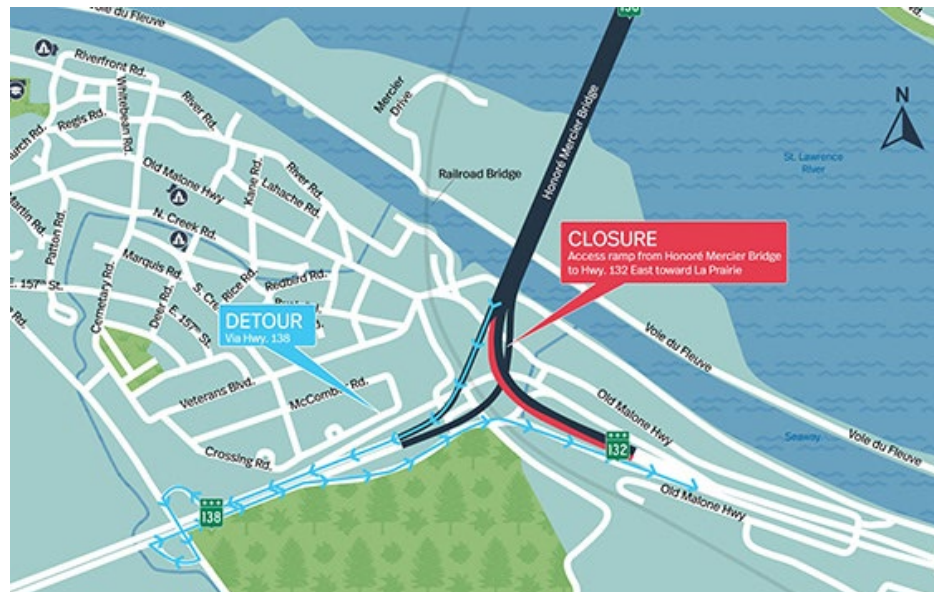 Voie du Fleuve
138
Riverfront Rd.
Whitebean Rd.
River Rd.
Mercier
Drive
N
Regis Rd.
Church Rd.
Honoré Mercier Bridge
St. Lawrence
River
Old Malone Hwy
Kane Rd.
River Rd.
Lahache Rd.
Railroad Bridge
Martin Rd.
Patton Rd.
N. Creek Rd.
CLOSURE
Access ramp from Honoré Mercier Bridge
to Hwy. 132 East toward La Prairie
Marquis Rd.
Redbird Rd.
Rice Rd.
S. Cre
E. 157th St.
Cemetary Rd.
Deer Rd.
E. 157th St.
DETOUR
Via Hwy. 138
Voie du Fleuve
Veterans Blvd.
McComber Rd.
Old Malone Hwy
Seaway
Voie du Fleuve
132
Crossing Rd.
Old Malone Hwy
138